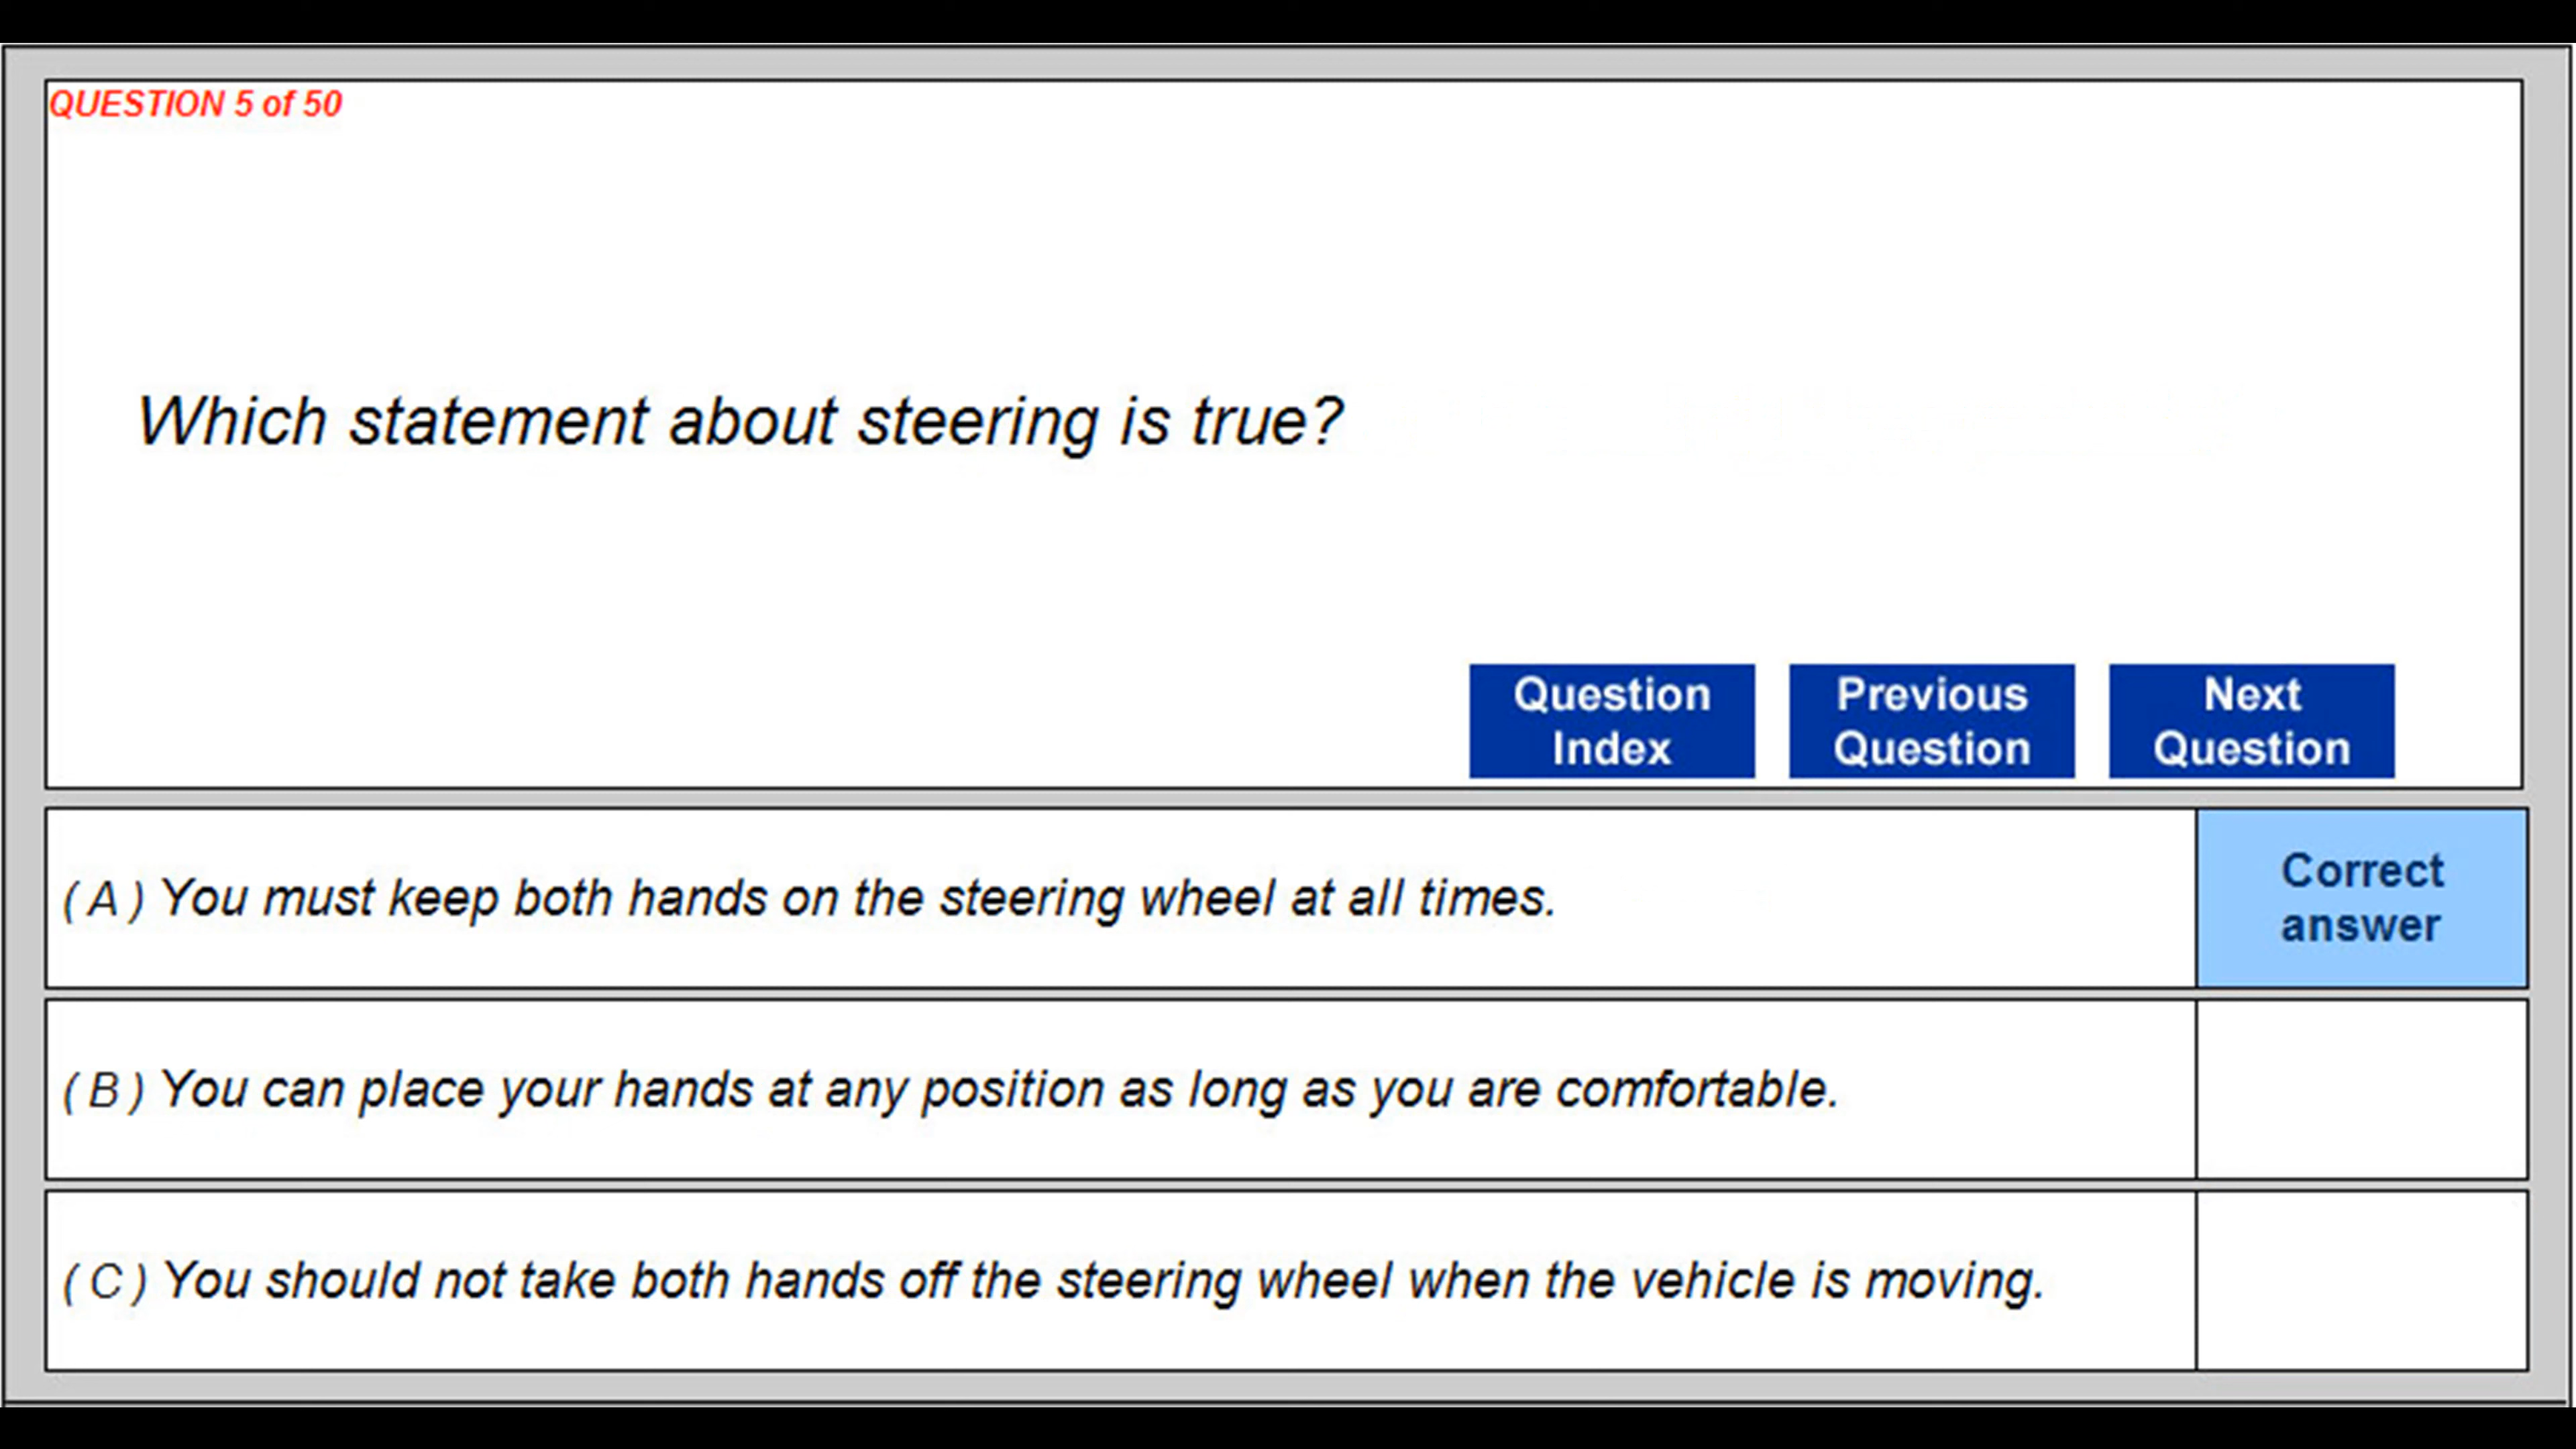 QUESTION 5 of 50
Which statement about steering is true?
Question
Index
Previous
Question
Next
Question
(A) You must keep both hands on the steering wheel at all times.
Correct
answer
(B) You can place your hands at any position as long as you are comfortable.
(C) You should not take both hands off the steering wheel when the vehicle is moving.